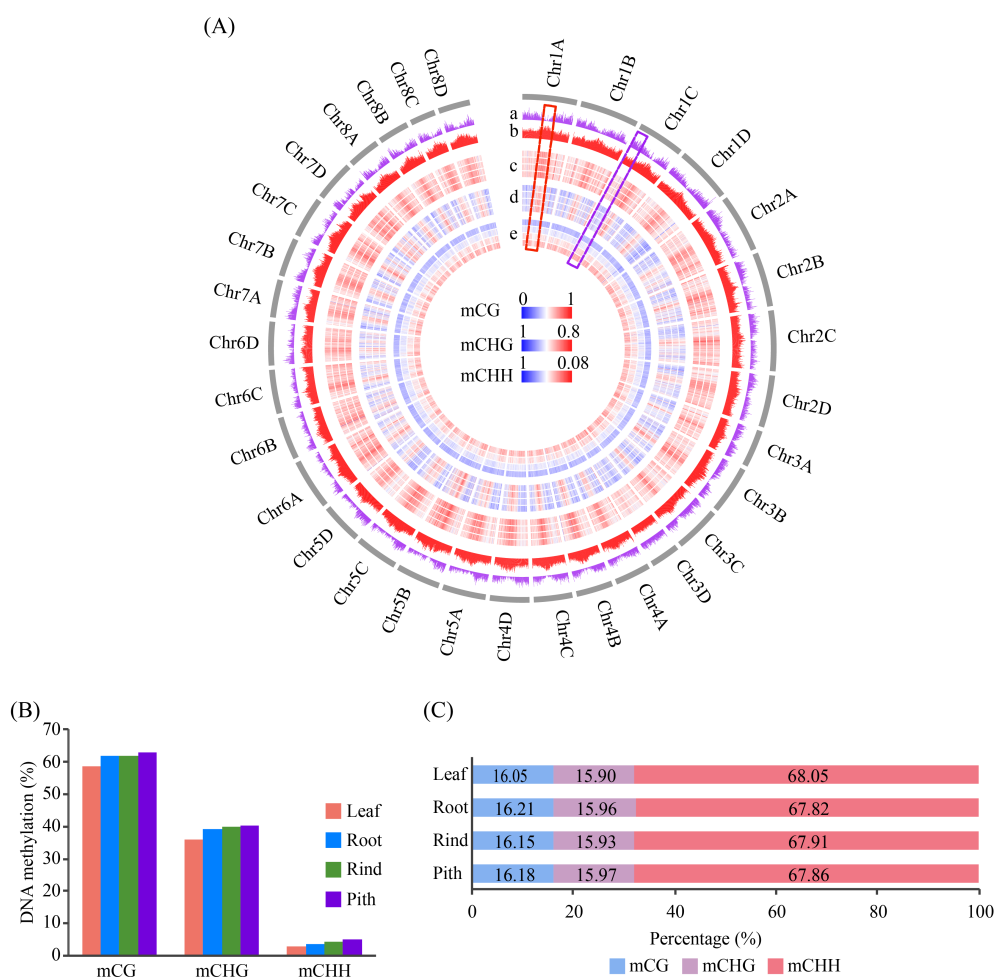 (A)
Chr1A
Chr1B
Chr1C
Chr1D
Chr2A
Chr2B
Chr2C
Chr2D
Chr3A
Chr3B
Chr3C
Chr3D
Chr4A
Chr4B
Chr4C
Chr4D
Chr5A
Chr5B
Chr5C
Chr5D
Chr6A
Chr6B
Chr6C
Chr6D
Chr7A
Chr7B
Chr7C
Chr7D
Chr8A
Chr8B
Chr8C
Chr8D
a
b
c
d
e
0 1
mCG
1 0.8
mCHG
1 0.08
mCHH
(B)
DNA methylation (%)
70
60
50
40
30
20
10
0
mCG mCHG mCHH
Leaf
Root
Rind
Pith
(C)
Leaf 16.05 15.90 68.05
Root 16.21 15.96 67.82
Rind 16.15 15.93 67.91
Pith 16.18 15.97 67.86
0 20 40 60 80 100
Percentage (%)
mCG mCHG mCHH